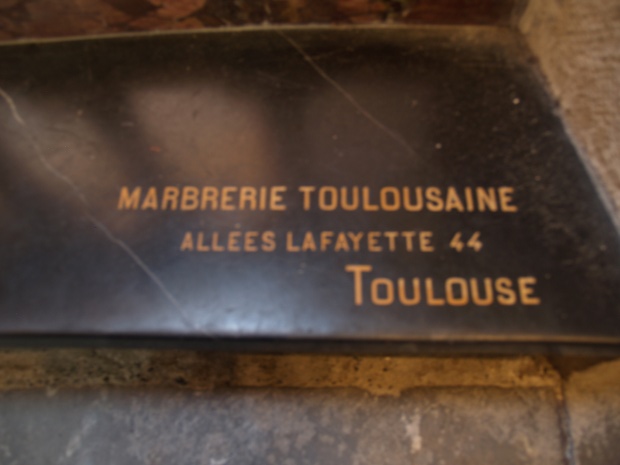 MARBRERIE TOULOUSAINE
ALLÉES LAFAYETTE 44
TOULOUSE